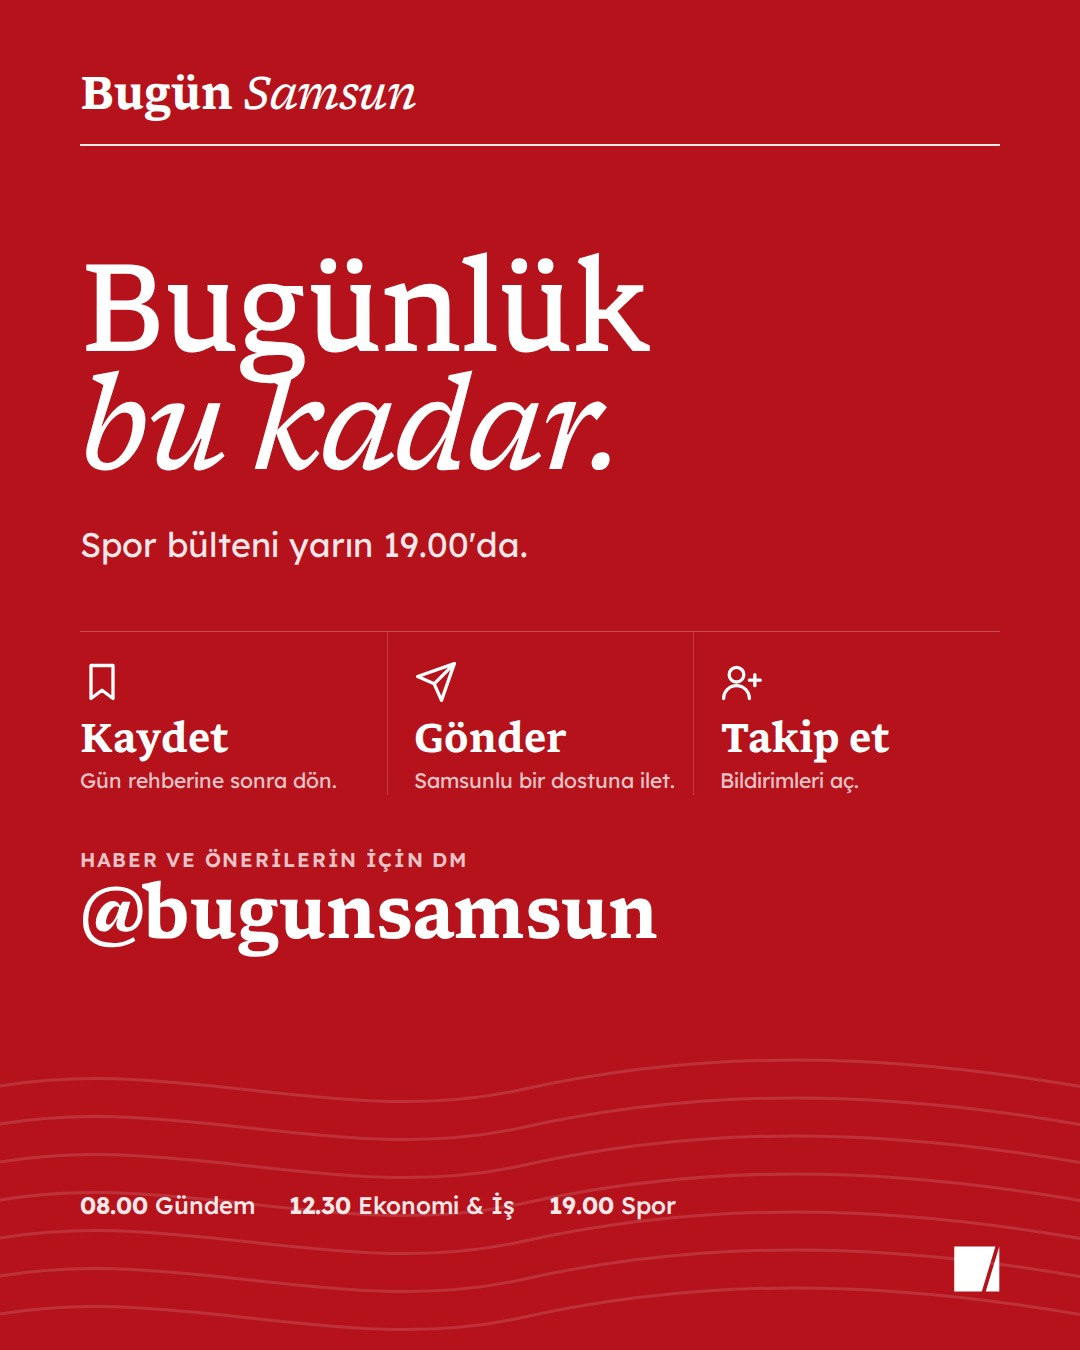 Bugün Samsun
Bugünlük
bu kadar.
Spor bülteni yarın 19.00'da.
Kaydet
Gün rehberine sonra dön.
Gönder
Samsunlu bir dostuna ilet.
Takip et
Bildirimleri aç.
HABER VE ÖNERİLERİN İÇİN DM
@bugunsamsun
08.00 Gündem 12.30 Ekonomi & İş 19.00 Spor